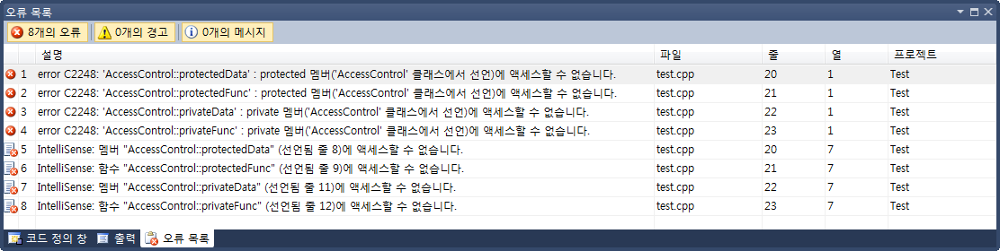 오류 목록
8개의 오류 0개의 경고 0개의 메시지
설명 파일 줄 열 프로젝트
1 error C2248: 'AccessControl::protectedData' : protected 멤버('AccessControl' 클래스에서 선언)에 액세스할 수 없습니다. test.cpp 20 1 Test
2 error C2248: 'AccessControl::protectedFunc' : protected 멤버('AccessControl' 클래스에서 선언)에 액세스할 수 없습니다. test.cpp 21 1 Test
3 error C2248: 'AccessControl::privateData' : private 멤버('AccessControl' 클래스에서 선언)에 액세스할 수 없습니다. test.cpp 22 1 Test
4 error C2248: 'AccessControl::privateFunc' : private 멤버('AccessControl' 클래스에서 선언)에 액세스할 수 없습니다. test.cpp 23 1 Test
5 IntelliSense: 멤버 "AccessControl::protectedData" (선언됨 줄 8)에 액세스할 수 없습니다. test.cpp 20 7 Test
6 IntelliSense: 함수 "AccessControl::protectedFunc" (선언됨 줄 9)에 액세스할 수 없습니다. test.cpp 21 7 Test
7 IntelliSense: 멤버 "AccessControl::privateData" (선언됨 줄 11)에 액세스할 수 없습니다. test.cpp 22 7 Test
8 IntelliSense: 함수 "AccessControl::privateFunc" (선언됨 줄 12)에 액세스할 수 없습니다. test.cpp 23 7 Test
코드 정의 창 출력 오류 목록